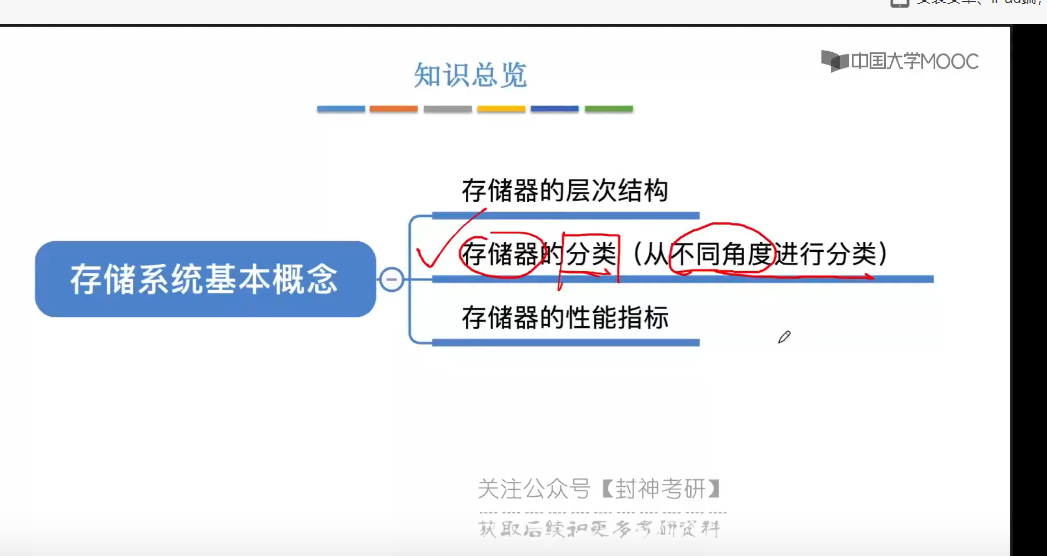 知识总览
中国大学MOOC
存储器的层次结构
存储器的分类（从不同角度进行分类）
存储系统基本概念
存储器的性能指标
关注公众号【封神考研】
获取后续和更多考研资料